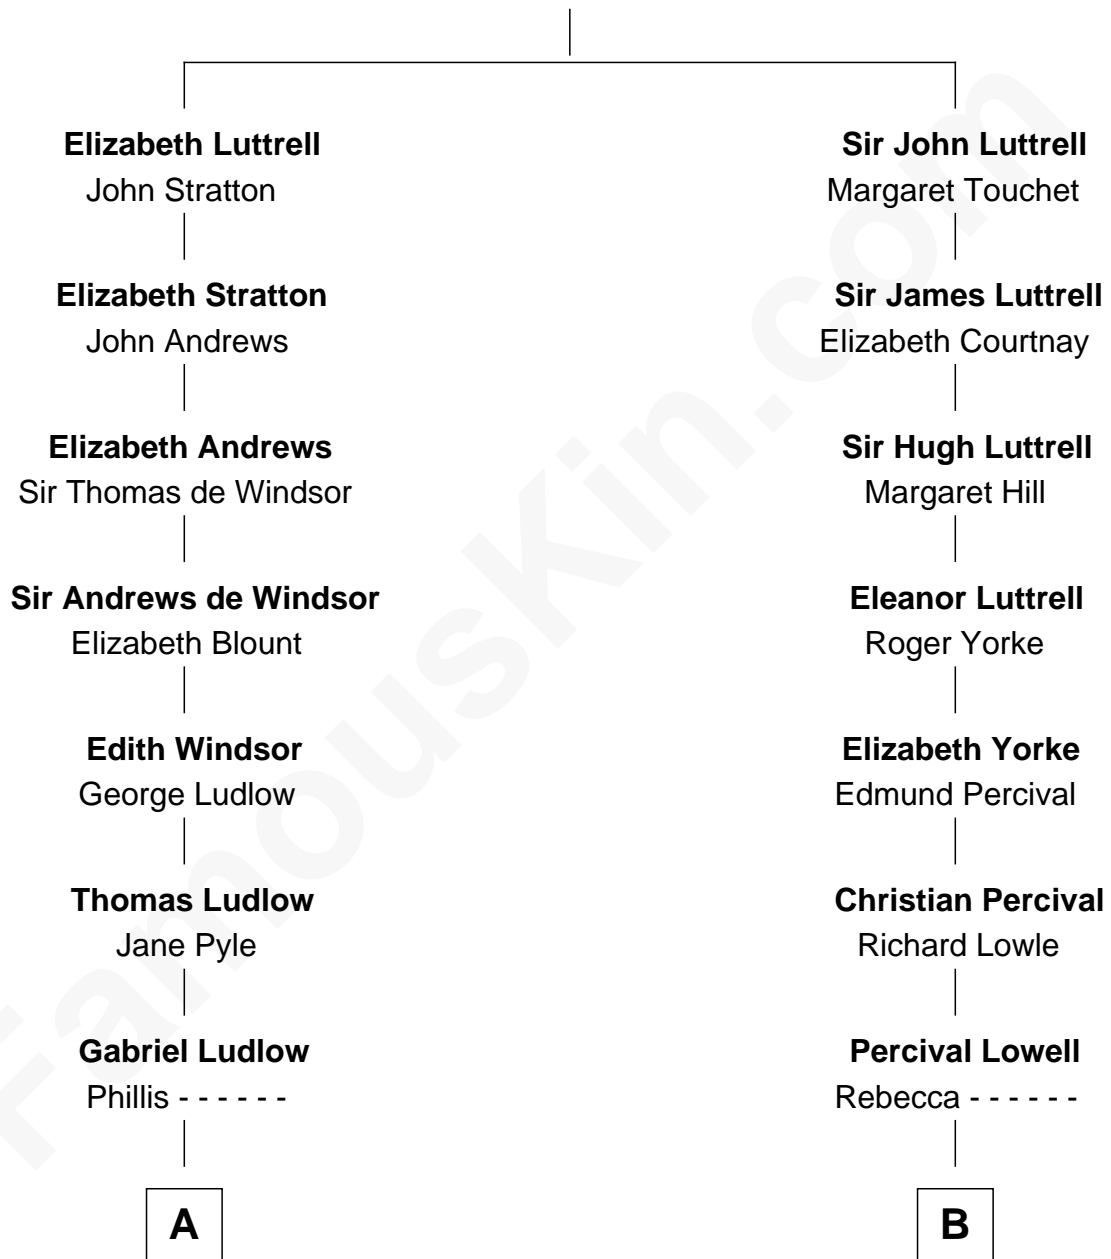 Elizabeth Luttrell
John Stratton
Elizabeth Stratton
John Andrews
Elizabeth Andrews
Sir Thomas de Windsor
Sir Andrews de Windsor
Elizabeth Blount
Edith Windsor
George Ludlow
Thomas Ludlow
Jane Pyle
Gabriel Ludlow
Phillis - - - - - -
A
Sir John Luttrell
Margaret Touchet
Sir James Luttrell
Elizabeth Courtnay
Sir Hugh Luttrell
Margaret Hill
Eleanor Luttrell
Roger Yorke
Elizabeth Yorke
Edmund Percival
Christian Percival
Richard Lowle
Percival Lowell
Rebecca - - - - - -
B
FamousKin.com